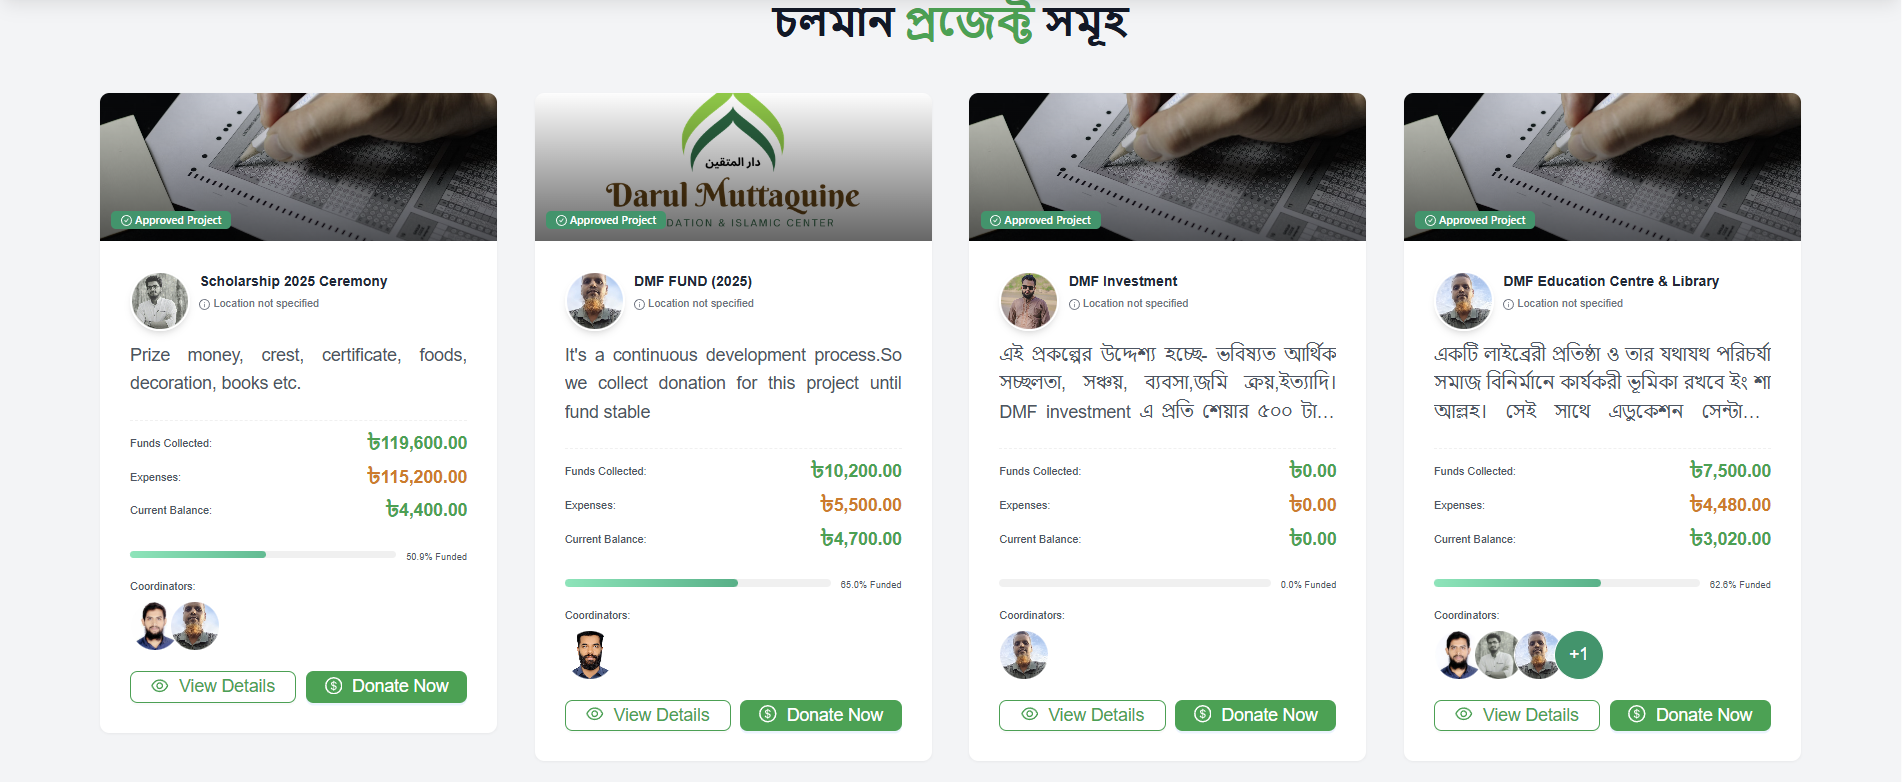 চলমান প্রজেক্ট সমূহ
Approved Project
Scholarship 2025 Ceremony
Location not specified
Prize money, crest, certificate, foods,
decoration, books etc.
Funds Collected: ৳119,600.00
Expenses: ৳115,200.00
Current Balance: ৳4,400.00
50.9% Funded
Coordinators:
View Details Donate Now
دار المتقين
Darul Muttaquine
DATION & ISLAMIC CENTER
Approved Project
DMF FUND (2025)
Location not specified
It's a continuous development process.So
we collect donation for this project until
fund stable
Funds Collected: ৳10,200.00
Expenses: ৳5,500.00
Current Balance: ৳4,700.00
65.0% Funded
Coordinators:
View Details Donate Now
Approved Project
DMF Investment
Location not specified
এই প্রকল্পের উদ্দেশ্য হচ্ছে- ভবিষ্যত আর্থিক
সচ্ছলতা, সঞ্চয়, ব্যবসা,জমি ক্রয়,ইত্যাদি।
DMF investment এ প্রতি শেয়ার ৫০০ টা...
Funds Collected: ৳0.00
Expenses: ৳0.00
Current Balance: ৳0.00
0.0% Funded
Coordinators:
View Details Donate Now
Approved Project
DMF Education Centre & Library
Location not specified
একটি লাইব্রেরী প্রতিষ্ঠা ও তার যথাযথ পরিচর্যা
সমাজ বিনির্মানে কার্যকরী ভূমিকা রাখবে ইং শা
আল্লহ। সেই সাথে এডুকেশন সেন্টা...
Funds Collected: ৳7,500.00
Expenses: ৳4,480.00
Current Balance: ৳3,020.00
62.6% Funded
Coordinators:
+1
View Details Donate Now